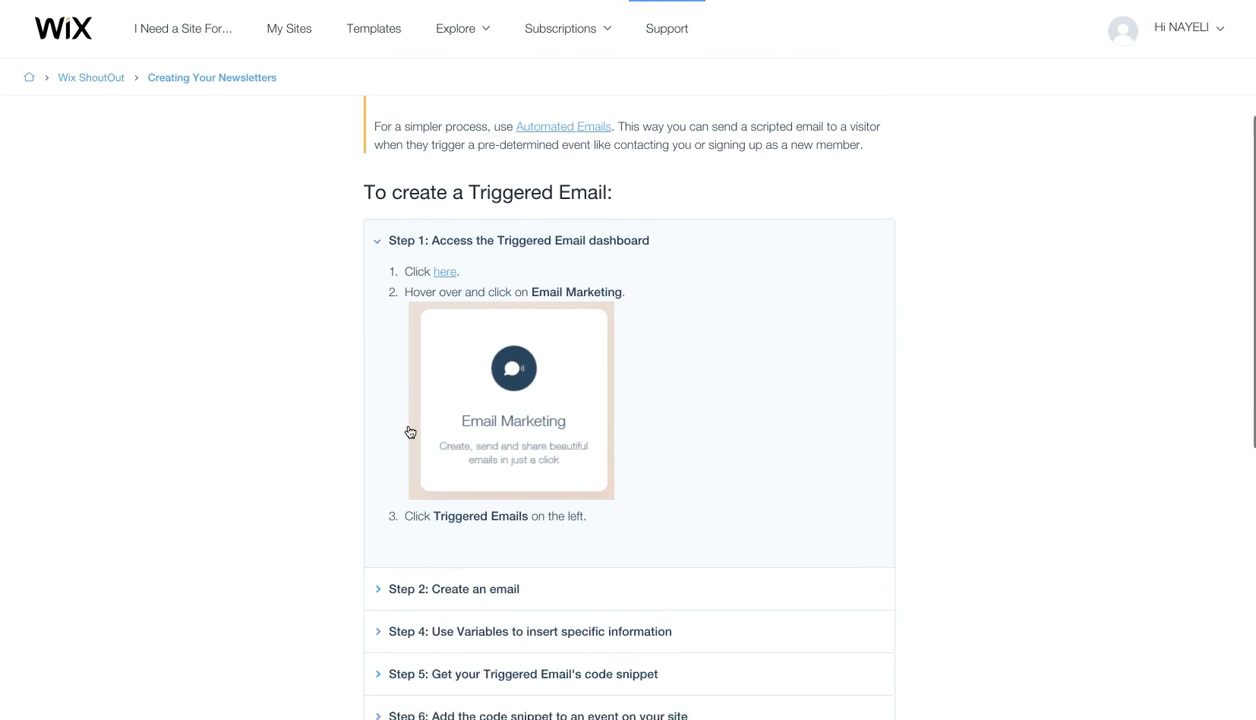 WiX
I Need a Site For...
My Sites
Templates
Explore
Subscriptions
Support
Hi NAYELI
Wix ShoutOut
Creating Your Newsletters
For a simpler process, use Automated Emails. This way you can send a scripted email to a visitor
when they trigger a pre-determined event like contacting you or signing up as a new member.
To create a Triggered Email:
Step 1: Access the Triggered Email dashboard
1. Click here.
2. Hover over and click on Email Marketing.
Email Marketing
Create, send and share beautiful
emails in just a click
3. Click Triggered Emails on the left.
Step 2: Create an email
Step 4: Use Variables to insert specific information
Step 5: Get your Triggered Email's code snippet
Step 6: Add the code snippet to an event on your site